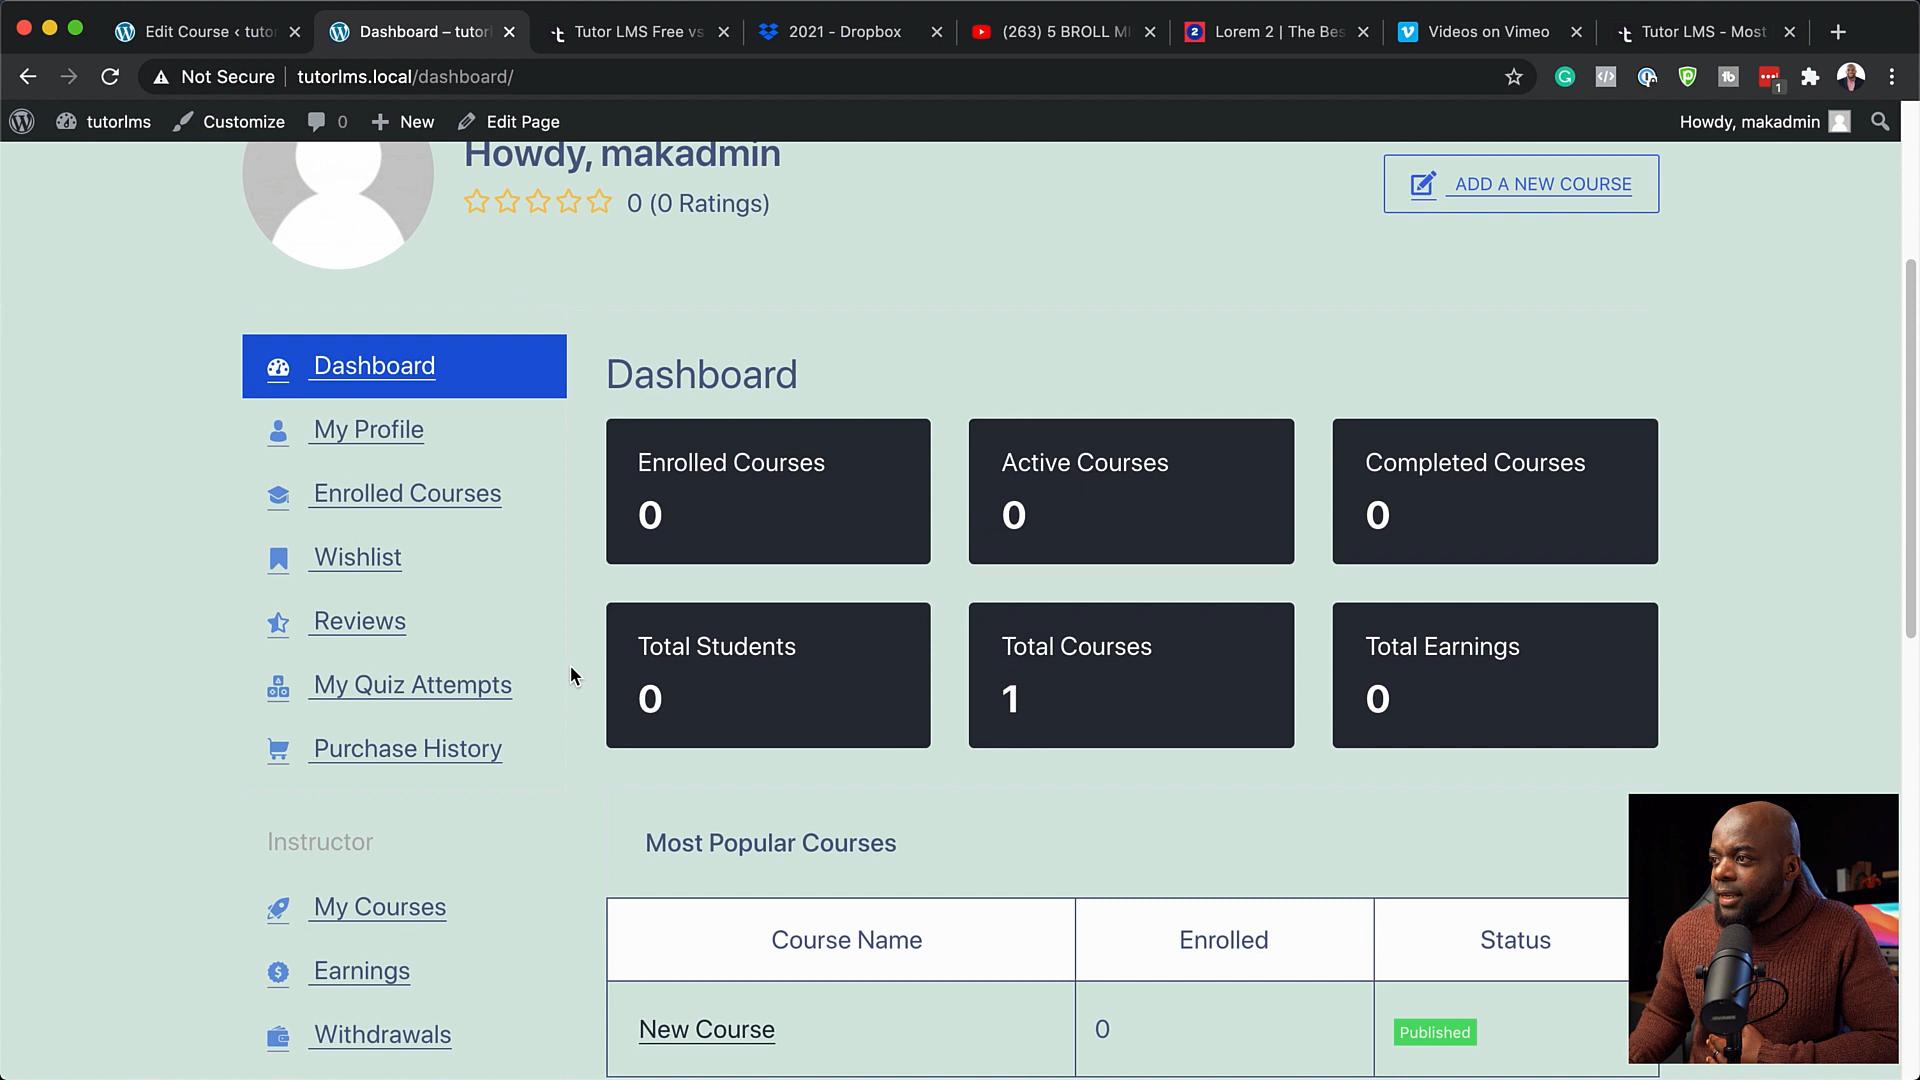 Edit Course ‹ tutor
Dashboard – tutorl
Tutor LMS Free vs
2021 - Dropbox
(263) 5 BROLL MI
Lorem 2 | The Bes
Videos on Vimeo
Tutor LMS - Most
Not Secure
tutorlms.local/dashboard/
1
tutorlms
Customize
0
New
Edit Page
Howdy, makadmin
Howdy, makadmin
0 (0 Ratings)
ADD A NEW COURSE
Dashboard
My Profile
Enrolled Courses
Wishlist
Reviews
My Quiz Attempts
Purchase History
Instructor
My Courses
Earnings
Withdrawals
Dashboard
Enrolled Courses
0
Active Courses
0
Completed Courses
0
Total Students
0
Total Courses
1
Total Earnings
0
Most Popular Courses
Course Name
Enrolled
Status
New Course
0
Published